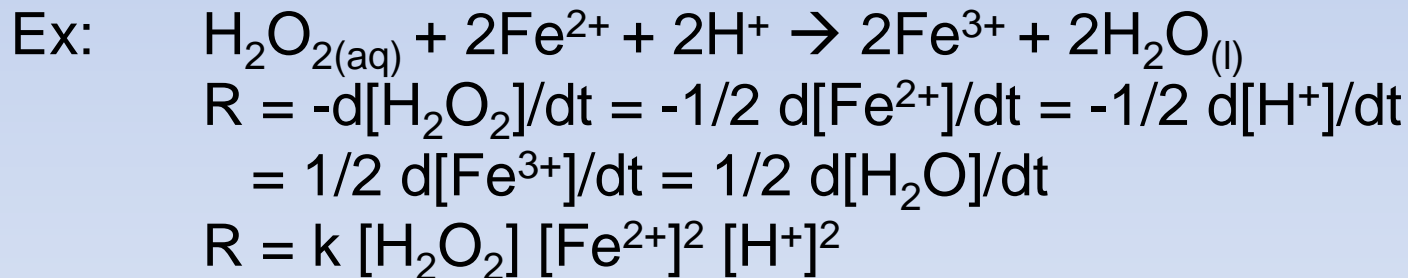 Ex: H₂O₂(aq) + 2Fe²⁺ + 2H⁺ → 2Fe³⁺ + 2H₂O(l)
R = -d[H₂O₂]/dt = -1/2 d[Fe²⁺]/dt = -1/2 d[H⁺]/dt
= 1/2 d[Fe³⁺]/dt = 1/2 d[H₂O]/dt
R = k [H₂O₂] [Fe²⁺]² [H⁺]²